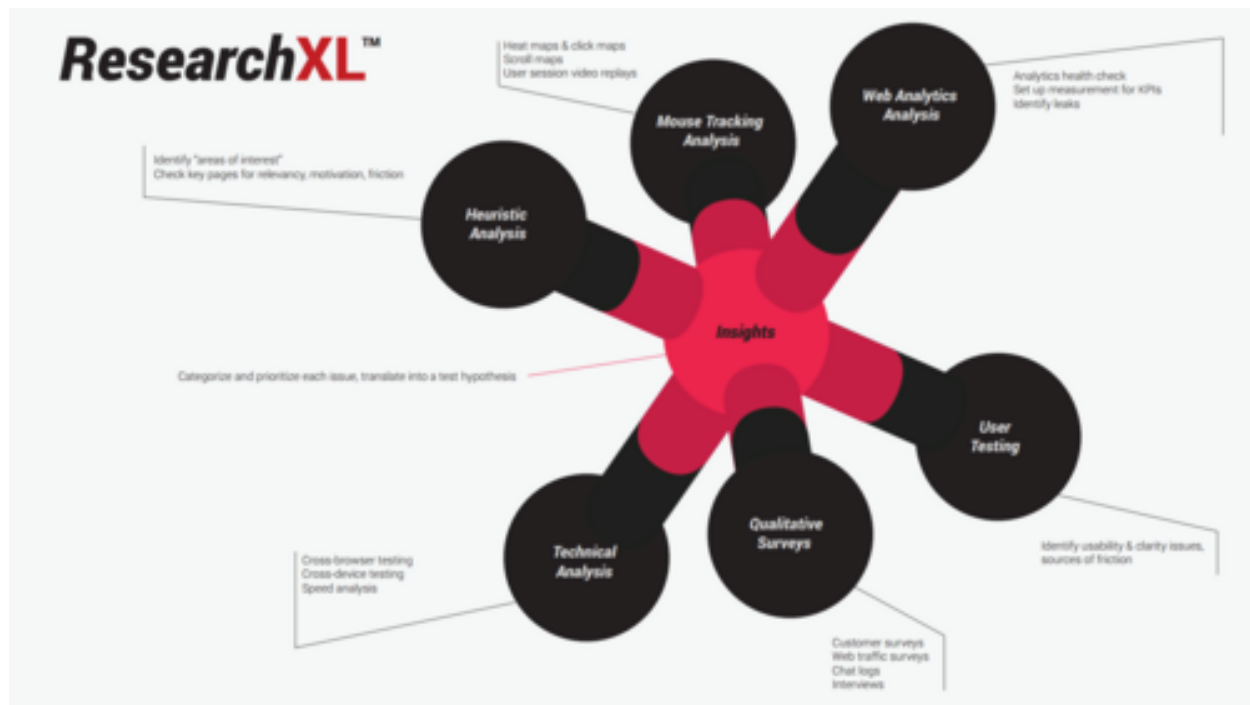 ResearchXL™
Heat maps & click maps
Scroll maps
User session video replays
Mouse Tracking
Analysis
Web Analytics
Analysis
Analytics health check
Set up measurement for KPIs
Identify leaks
Identify "areas of interest"
Check key pages for relevancy, motivation, friction
Heuristic
Analysis
Insights
Categorize and prioritize each issue, translate into a test hypothesis
User
Testing
Identify usability & clarity issues,
sources of friction
Technical
Analysis
Cross-browser testing
Cross-device testing
Speed analysis
Qualitative
Surveys
Customer surveys
Web traffic surveys
Chat logs
Interviews